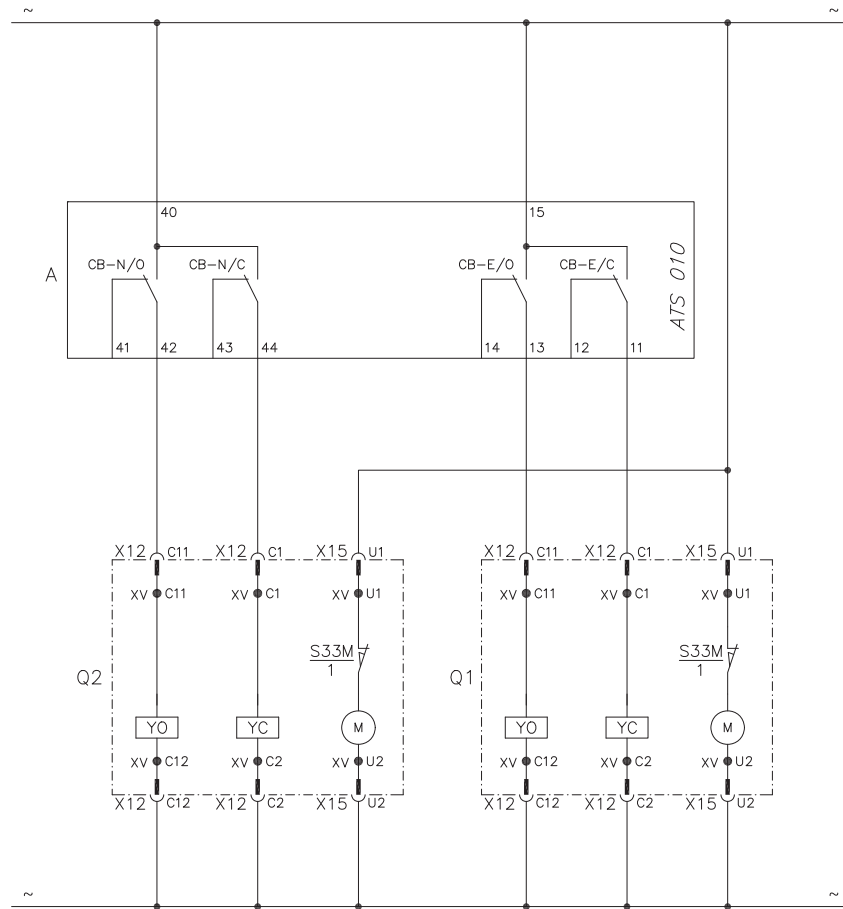 ~ ~
40 15
CB-N/O CB-N/C CB-E/O CB-E/C
A
ATS 010
41 42 43 44 14 13 12 11
X12 C11 X12 C1 X15 U1 X12 C11 X12 C1 X15 U1
XV C11 XV C1 XV U1 XV C11 XV C1 XV U1
S33M S33M
1 1
Q2 Q1
YO YC M YO YC M
XV C12 XV C2 XV U2 XV C12 XV C2 XV U2
X12 C12 X12 C2 X15 U2 X12 C12 X12 C2 X15 U2
~ ~